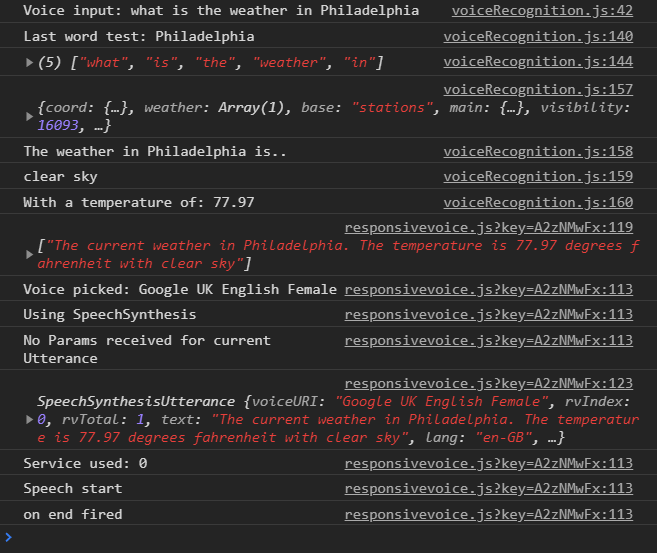 Voice input: what is the weather in Philadelphia voiceRecognition.js:42
Last word test: Philadelphia voiceRecognition.js:140
(5) ["what", "is", "the", "weather", "in"] voiceRecognition.js:144
voiceRecognition.js:157
{coord: {…}, weather: Array(1), base: "stations", main: {…}, visibility:
16093, …}
The weather in Philadelphia is.. voiceRecognition.js:158
clear sky voiceRecognition.js:159
With a temperature of: 77.97 voiceRecognition.js:160
responsivevoice.js?key=A2zNMwFx:119
["The current weather in Philadelphia. The temperature is 77.97 degrees f
ahrenheit with clear sky"]
Voice picked: Google UK English Female responsivevoice.js?key=A2zNMwFx:113
Using SpeechSynthesis responsivevoice.js?key=A2zNMwFx:113
No Params received for current responsivevoice.js?key=A2zNMwFx:113
Utterance
responsivevoice.js?key=A2zNMwFx:123
SpeechSynthesisUtterance {voiceURI: "Google UK English Female", rvIndex:
0, rvTotal: 1, text: "The current weather in Philadelphia. The temperatur
e is 77.97 degrees fahrenheit with clear sky", lang: "en-GB", …}
Service used: 0 responsivevoice.js?key=A2zNMwFx:113
Speech start responsivevoice.js?key=A2zNMwFx:113
on end fired responsivevoice.js?key=A2zNMwFx:113